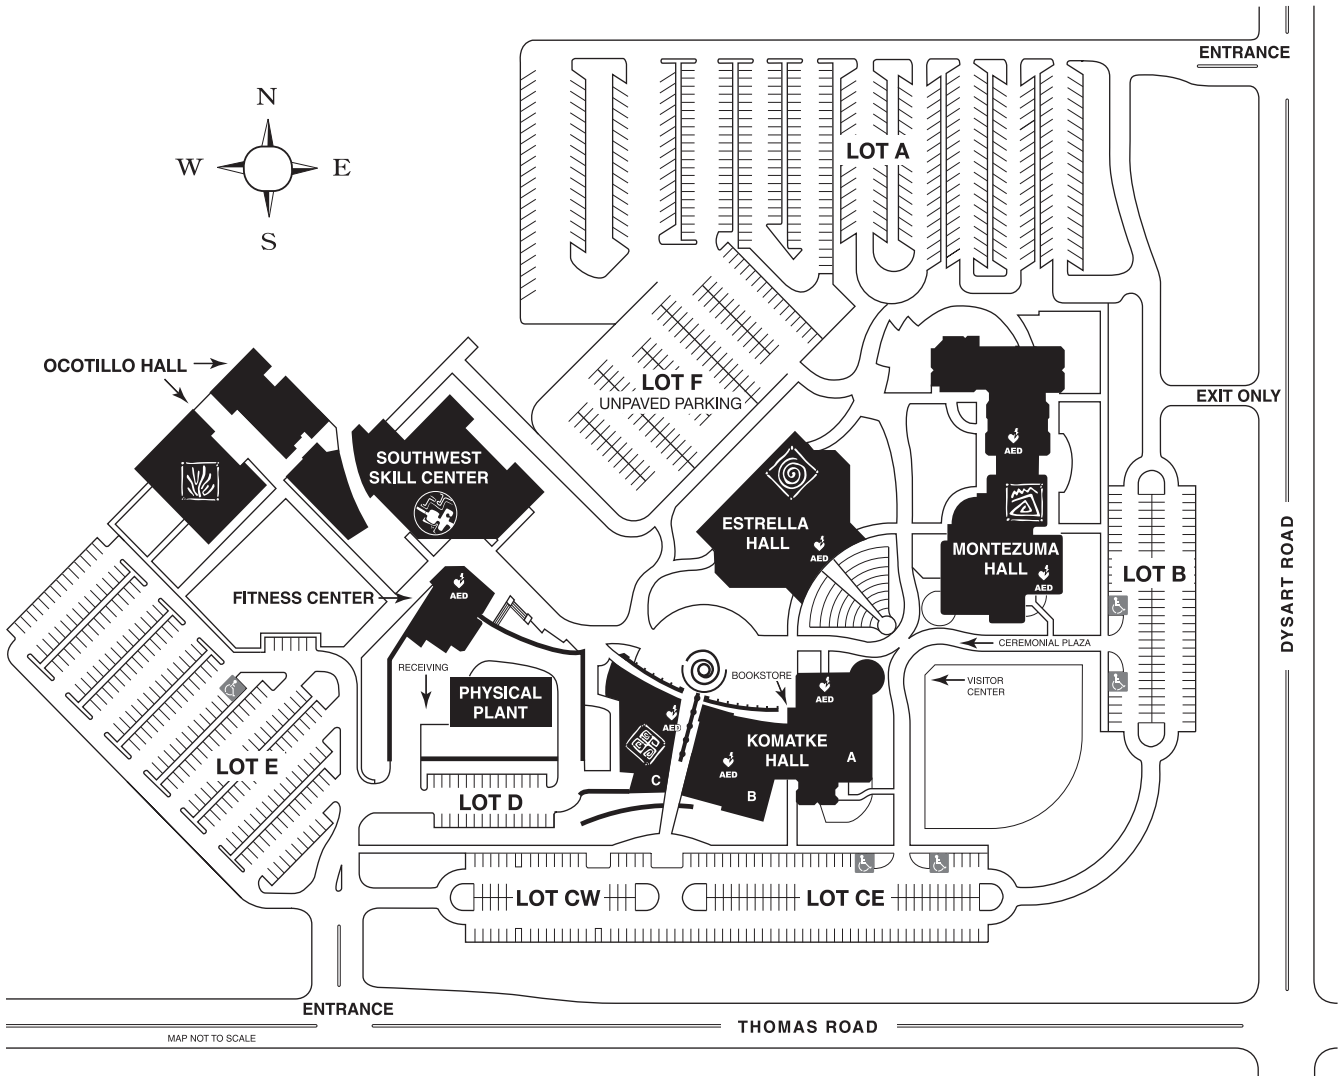 ENTRANCE
N
W
E
S
LOT A
OCOTILLO HALL
LOT F
UNPAVED PARKING
EXIT ONLY
AED
SOUTHWEST
SKILL CENTER
ESTRELLA
HALL
AED
MONTEZUMA
HALL
AED
LOT B
DYSART ROAD
FITNESS CENTER
AED
CEREMONIAL PLAZA
RECEIVING
BOOKSTORE
VISITOR
CENTER
PHYSICAL
PLANT
AED
AED
KOMATKE
HALL
A
AED
B
C
LOT E
LOT D
LOT CW
LOT CE
ENTRANCE
THOMAS ROAD
MAP NOT TO SCALE